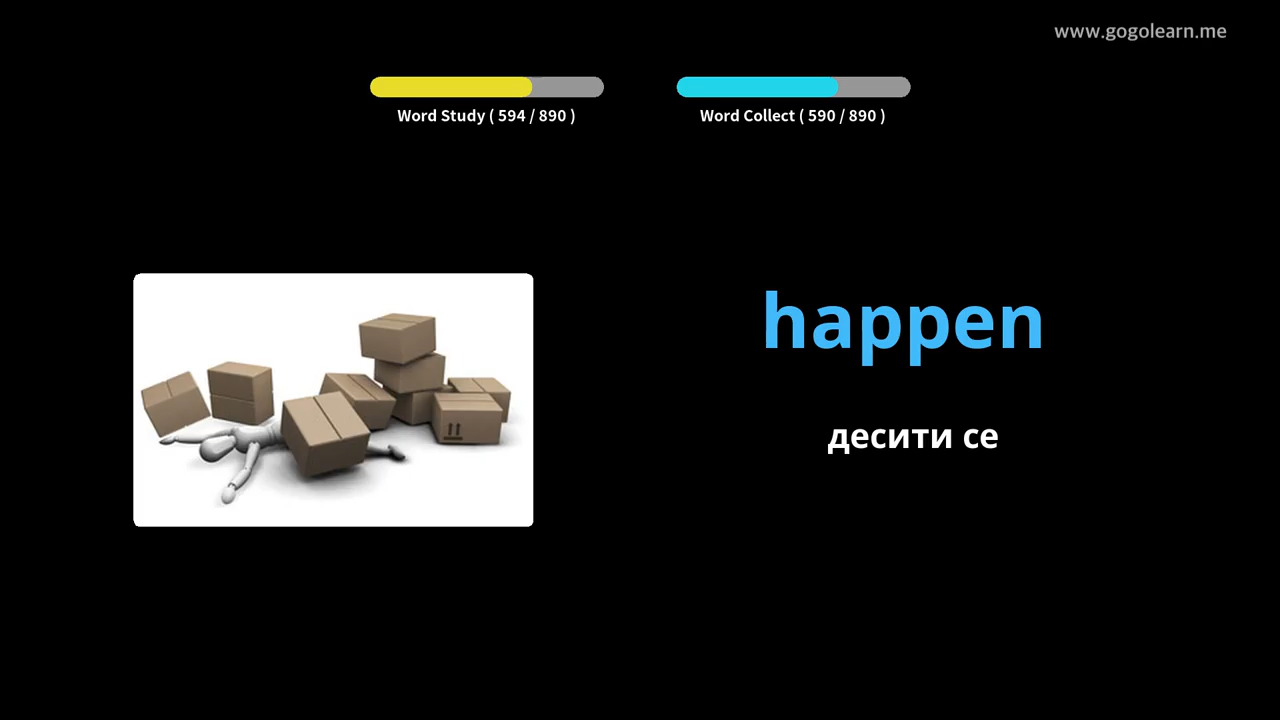 www.gogolearn.me
Word Study ( 594 / 890 )
Word Collect ( 590 / 890 )
happen
десити се